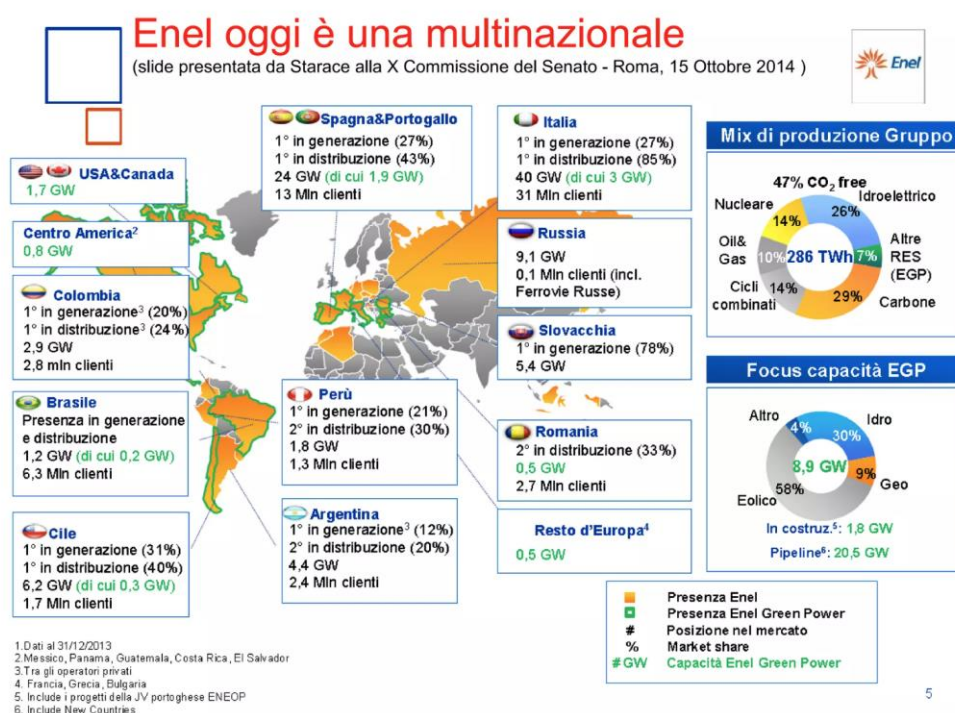 Enel oggi è una multinazionale
(slide presentata da Starace alla X Commissione del Senato - Roma, 15 Ottobre 2014 )
Enel
USA&Canada
1,7 GW
Centro America²
0,8 GW
Colombia
1° in generazione³ (20%)
1° in distribuzione³ (24%)
2,9 GW
2,8 mln clienti
Brasile
Presenza in generazione
e distribuzione
1,2 GW (di cui 0,2 GW)
6,3 Mln clienti
Cile
1° in generazione (31%)
1° in distribuzione (40%)
6,2 GW (di cui 0,3 GW)
1,7 Mln clienti
Spagna&Portogallo
1° in generazione (27%)
1° in distribuzione (43%)
24 GW (di cui 1,9 GW)
13 Mln clienti
Perù
1° in generazione (21%)
2° in distribuzione (30%)
1,8 GW
1,3 Mln clienti
Argentina
1° in generazione³ (12%)
2° in distribuzione (20%)
4,4 GW
2,4 Mln clienti
Italia
1° in generazione (27%)
1° in distribuzione (85%)
40 GW (di cui 3 GW)
31 Mln clienti
Russia
9,1 GW
0,1 Mln clienti (incl.
Ferrovie Russe)
Slovacchia
1° in generazione (78%)
5,4 GW
Romania
2° in distribuzione (33%)
0,5 GW
2,7 Mln clienti
Resto d'Europa⁴
0,5 GW
Mix di produzione Gruppo
47% CO₂ free
Nucleare
14%
26%
Idroelettrico
Oil&
Gas
10%
286 TWh
7%
Altre
RES
(EGP)
Cicli
combinati
14%
29%
Carbone
Focus capacità EGP
Altro
4%
30%
Idro
8,9 GW
9%
Geo
58%
Eolico
In costruz.⁵: 1,8 GW
Pipeline⁶: 20,5 GW
Presenza Enel
Presenza Enel Green Power
# Posizione nel mercato
% Market share
# GW Capacità Enel Green Power
1.Dati al 31/12/2013
2.Messico, Panama, Guatemala, Costa Rica, El Salvador
3.Tra gli operatori privati
4. Francia, Grecia, Bulgaria
5. Include i progetti della JV portoghese ENEOP
6. Include New Countries
5